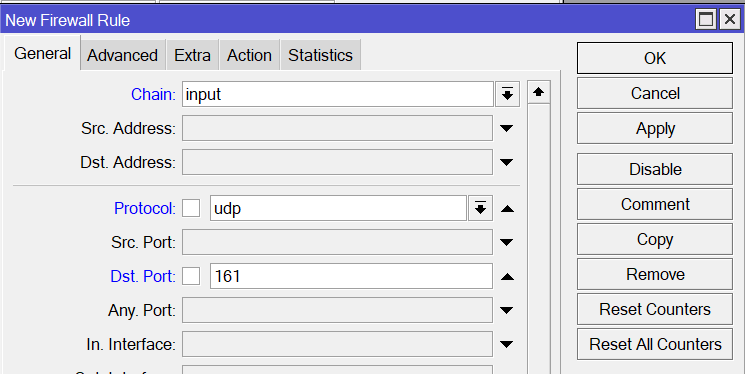 New Firewall Rule
General Advanced Extra Action Statistics
Chain: input
Src. Address:
Dst. Address:
Protocol: udp
Src. Port:
Dst. Port: 161
Any. Port:
In. Interface:
OK
Cancel
Apply
Disable
Comment
Copy
Remove
Reset Counters
Reset All Counters